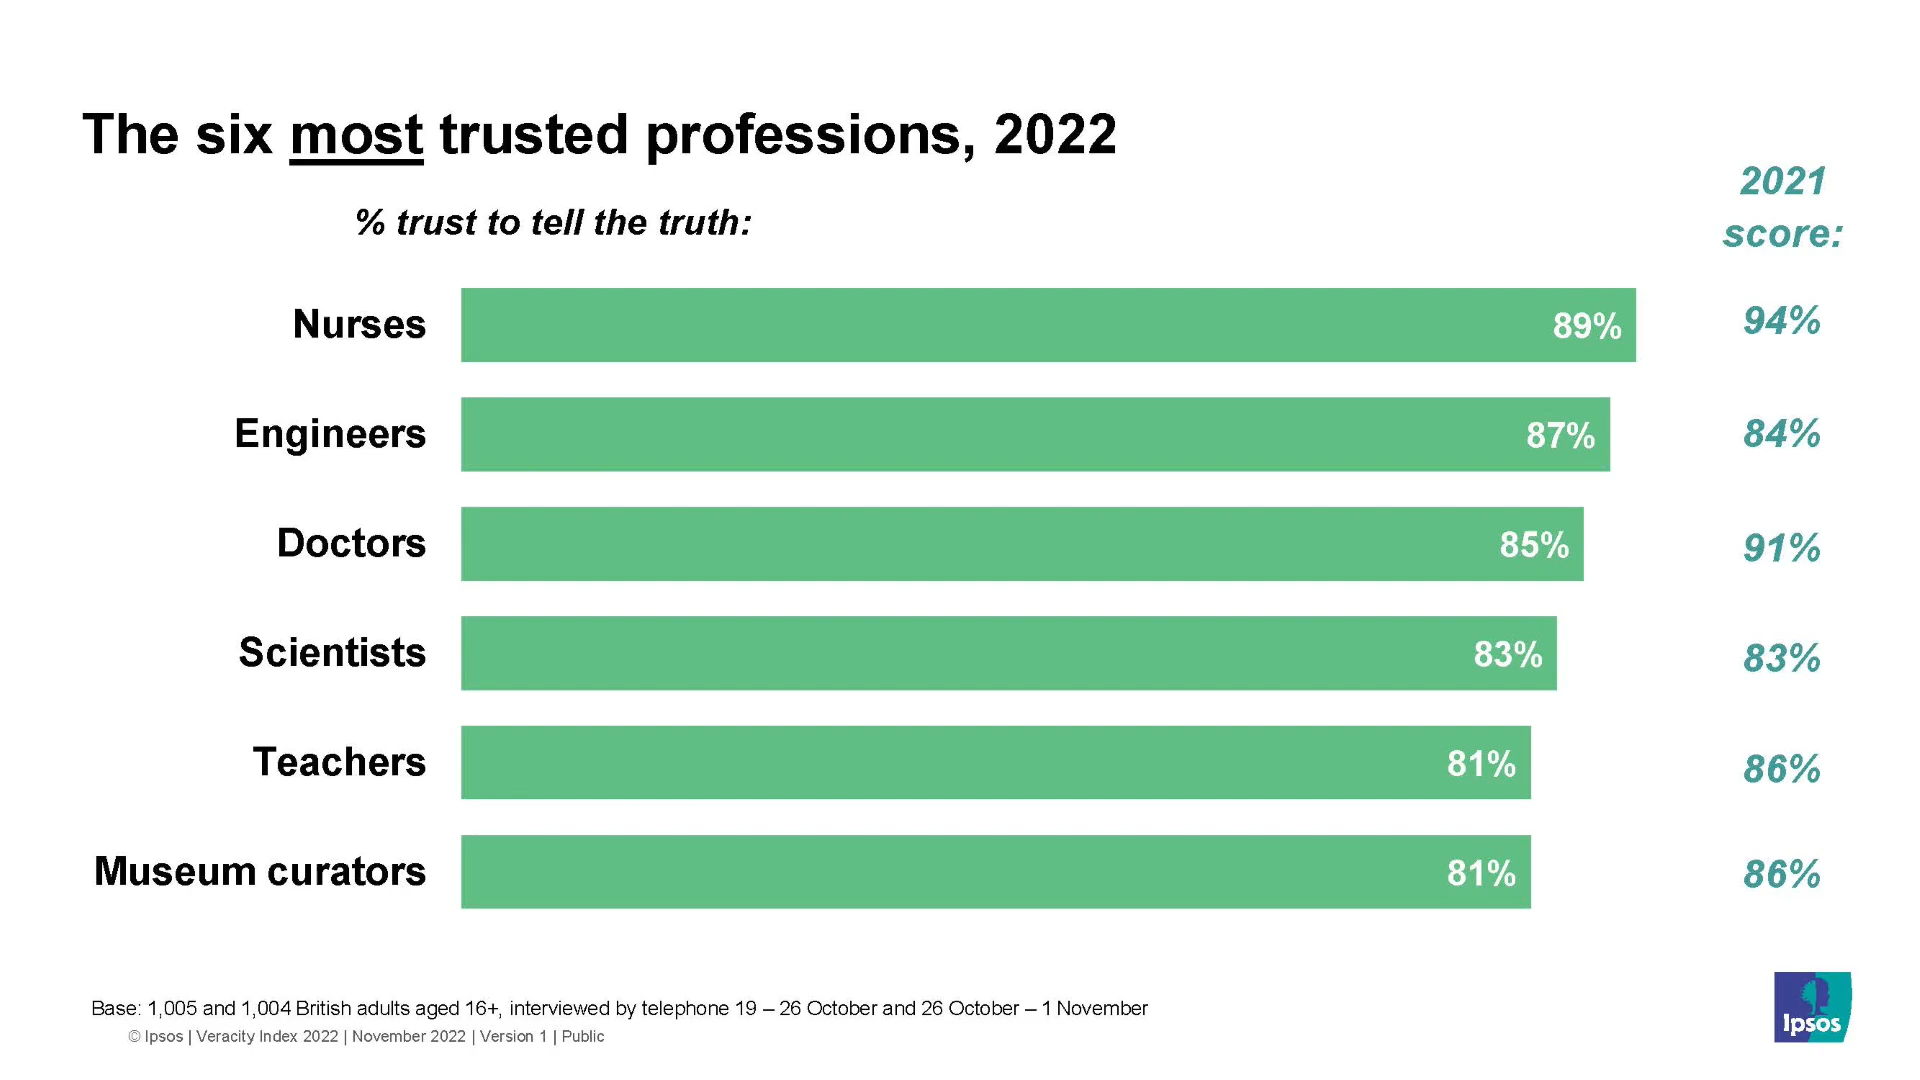 The six most trusted professions, 2022
2021
score:
% trust to tell the truth:
Nurses 89% 94%
Engineers 87% 84%
Doctors 85% 91%
Scientists 83% 83%
Teachers 81% 86%
Museum curators 81% 86%
Base: 1,005 and 1,004 British adults aged 16+, interviewed by telephone 19 – 26 October and 26 October – 1 November
© Ipsos | Veracity Index 2022 | November 2022 | Version 1 | Public
Ipsos